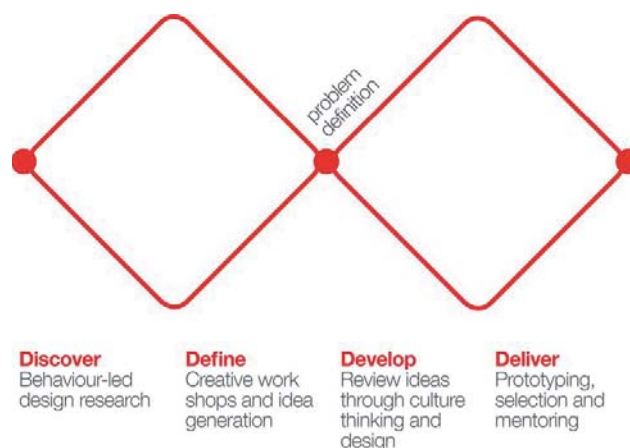 problem
definition
Discover
Behaviour-led
design research
Define
Creative work
shops and idea
generation
Develop
Review ideas
through culture
thinking and
design
Deliver
Prototyping,
selection and
mentoring